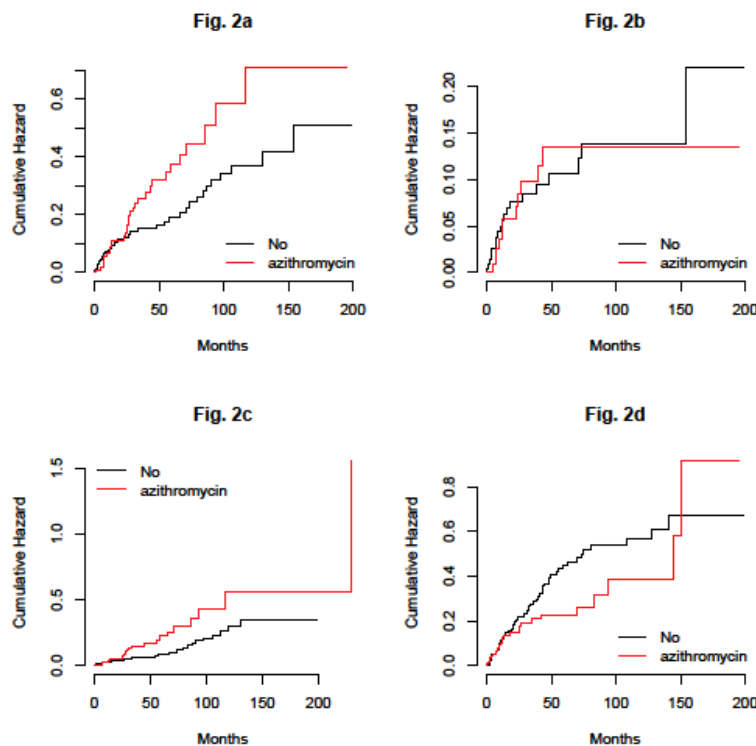 Fig. 2a
Cumulative Hazard
0.0 0.2 0.4 0.6
No
azithromycin
0 50 100 150 200
Months
Fig. 2b
Cumulative Hazard
0.00 0.05 0.10 0.15 0.20
No
azithromycin
0 50 100 150 200
Months
Fig. 2c
Cumulative Hazard
0.0 0.5 1.0 1.5
No
azithromycin
0 50 100 150 200
Months
Fig. 2d
Cumulative Hazard
0.0 0.2 0.4 0.6 0.8
No
azithromycin
0 50 100 150 200
Months